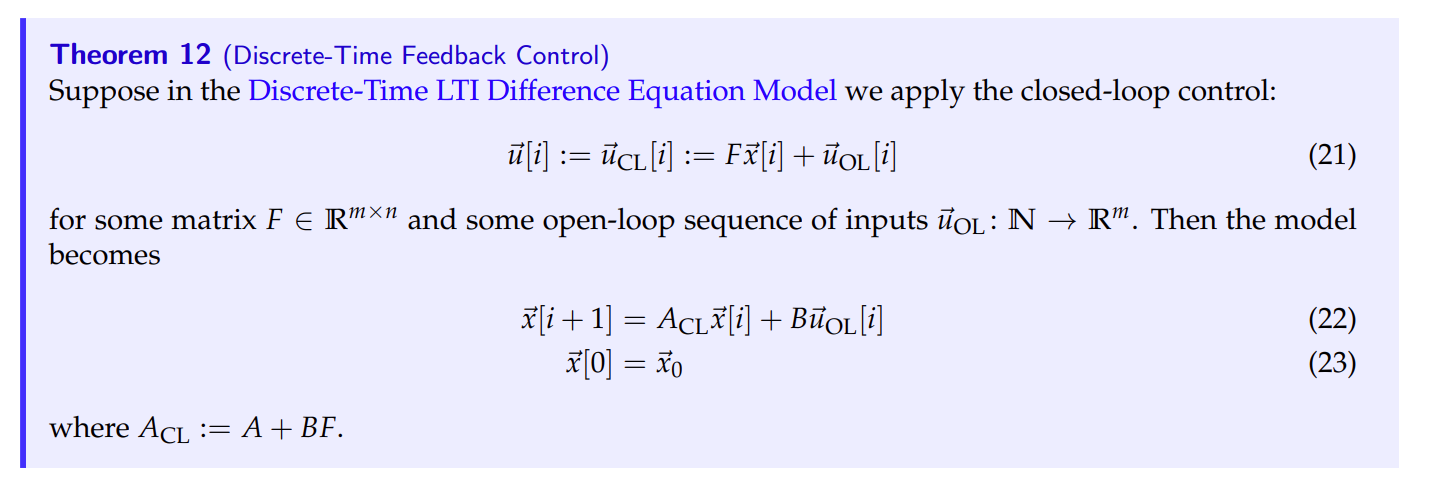 Theorem 12 (Discrete-Time Feedback Control)
Suppose in the Discrete-Time LTI Difference Equation Model we apply the closed-loop control:
$\vec{u}[i] := \vec{u}_{\mathrm{CL}}[i] := F\vec{x}[i] + \vec{u}_{\mathrm{OL}}[i]$ (21)
for some matrix $F \in \mathbb{R}^{m \times n}$ and some open-loop sequence of inputs $\vec{u}_{\mathrm{OL}} \colon \mathbb{N} \to \mathbb{R}^m$. Then the model
becomes
$\vec{x}[i+1] = A_{\mathrm{CL}}\vec{x}[i] + B\vec{u}_{\mathrm{OL}}[i]$ (22)
$\vec{x}[0] = \vec{x}_0$ (23)
where $A_{\mathrm{CL}} := A + BF$.